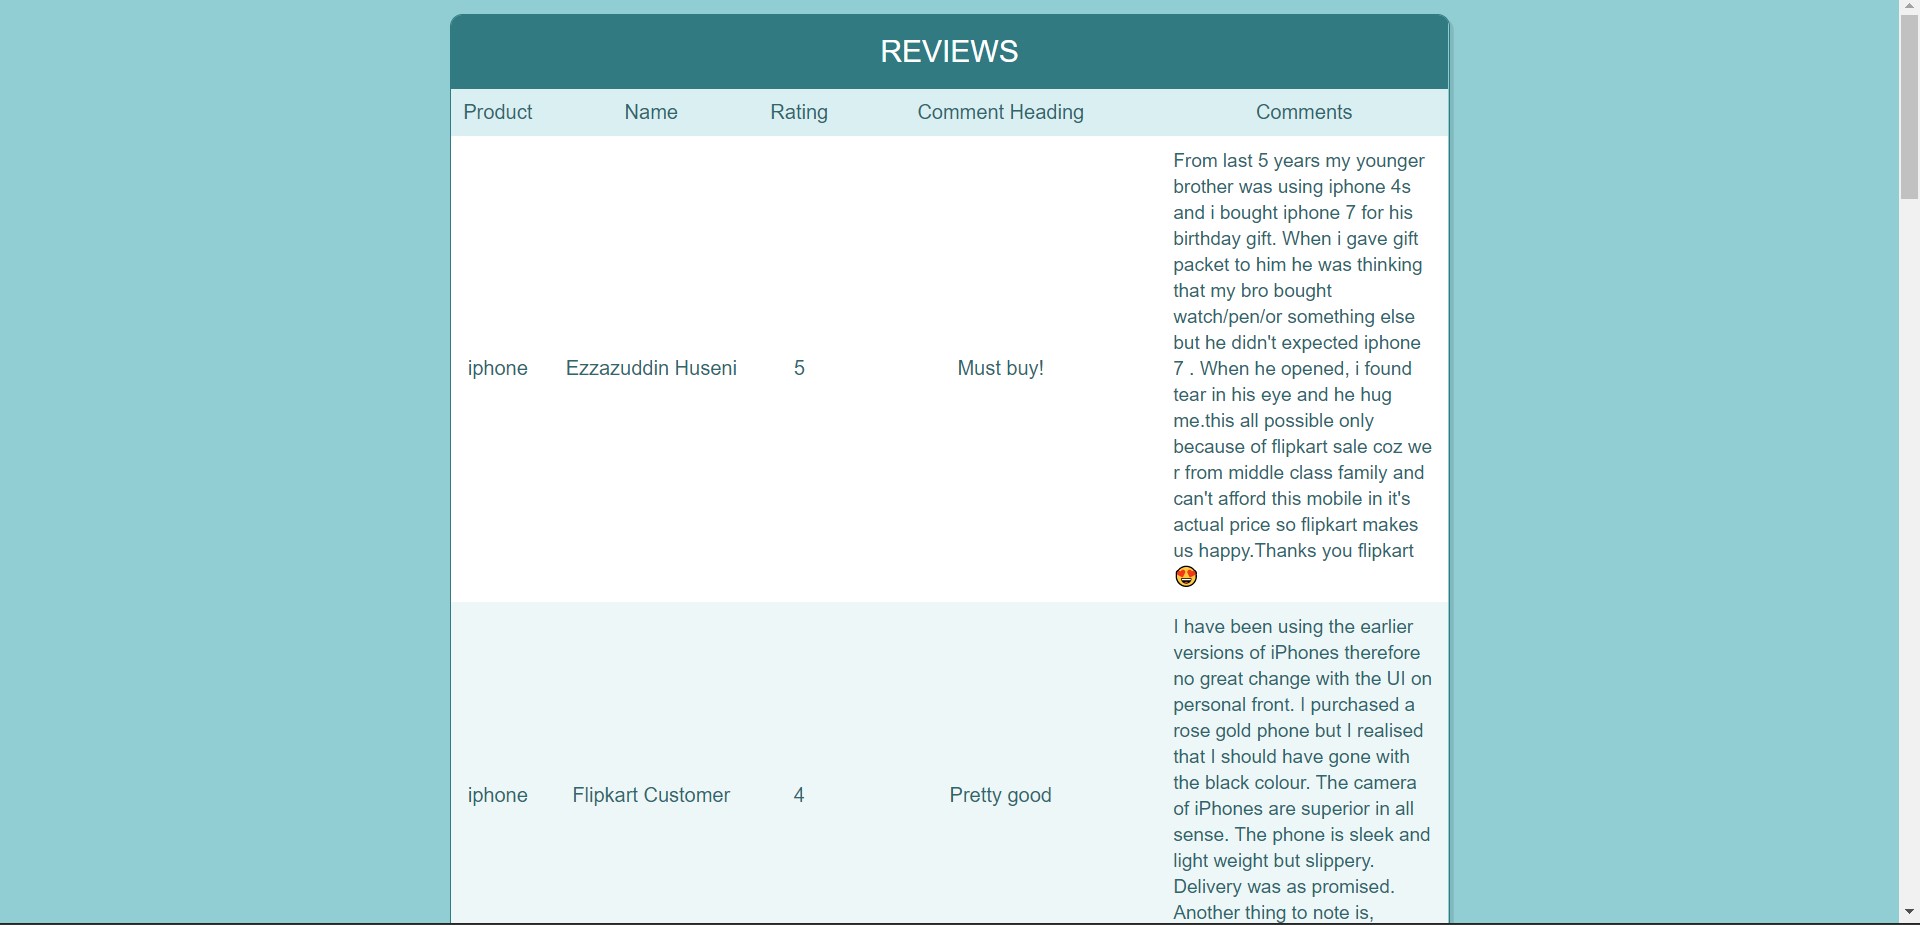 REVIEWS
Product Name Rating Comment Heading Comments
iphone Ezzazuddin Huseni 5 Must buy!
From last 5 years my younger
brother was using iphone 4s
and i bought iphone 7 for his
birthday gift. When i gave gift
packet to him he was thinking
that my bro bought
watch/pen/or something else
but he didn't expected iphone
7 . When he opened, i found
tear in his eye and he hug
me.this all possible only
because of flipkart sale coz we
r from middle class family and
can't afford this mobile in it's
actual price so flipkart makes
us happy.Thanks you flipkart
😍
iphone Flipkart Customer 4 Pretty good
I have been using the earlier
versions of iPhones therefore
no great change with the UI on
personal front. I purchased a
rose gold phone but I realised
that I should have gone with
the black colour. The camera
of iPhones are superior in all
sense. The phone is sleek and
light weight but slippery.
Delivery was as promised.
Another thing to note is,